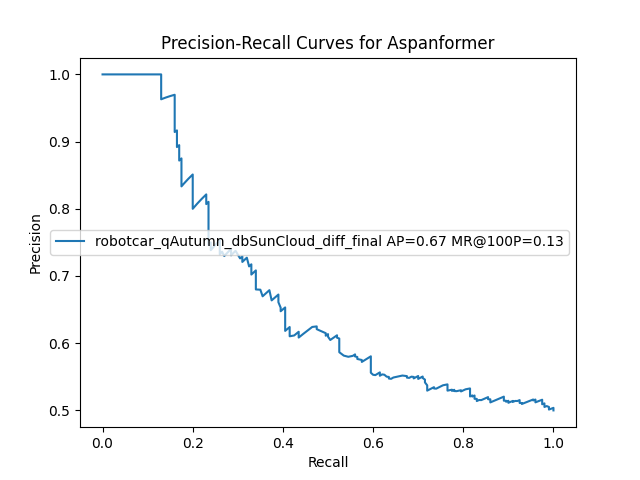 Precision-Recall Curves for Aspanformer
1.0
0.9
0.8
0.7
0.6
0.5
Precision
robotcar_qAutumn_dbSunCloud_diff_final AP=0.67 MR@100P=0.13
0.0 0.2 0.4 0.6 0.8 1.0
Recall